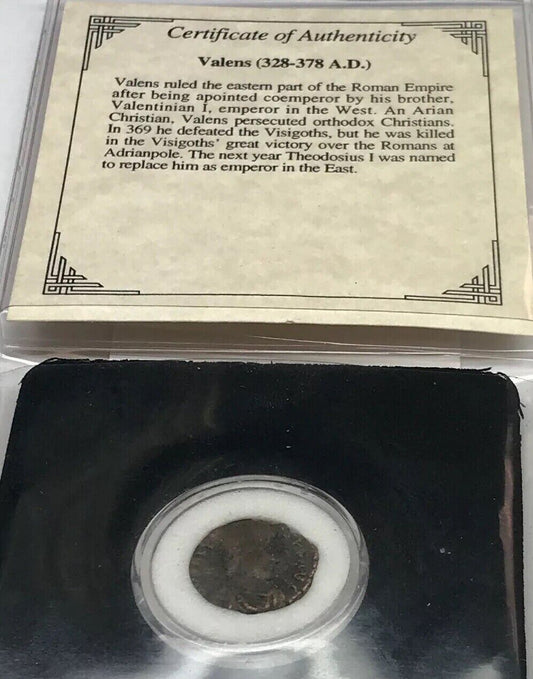 Certificate of Authenticity
Valens (328-378 A.D.)
Valens ruled the eastern part of the Roman Empire
after being apointed coemperor by his brother,
Valentinian I, emperor in the West. An Arian
Christian, Valens persecuted orthodox Christians.
In 369 he defeated the Visigoths, but he was killed
in the Visigoths' great victory over the Romans at
Adrianpole. The next year Theodosius I was named
to replace him as emperor in the East.